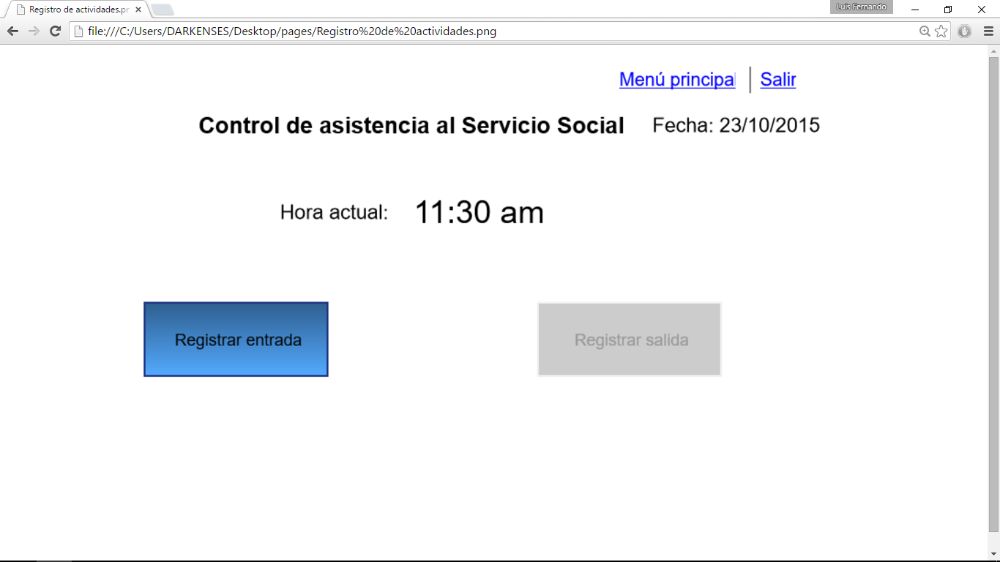 Registro de actividades.pn
Luis Fernando
file:///C:/Users/DARKENSES/Desktop/pages/Registro%20de%20actividades.png
Menú principal | Salir
Control de asistencia al Servicio Social Fecha: 23/10/2015
Hora actual: 11:30 am
Registrar entrada Registrar salida